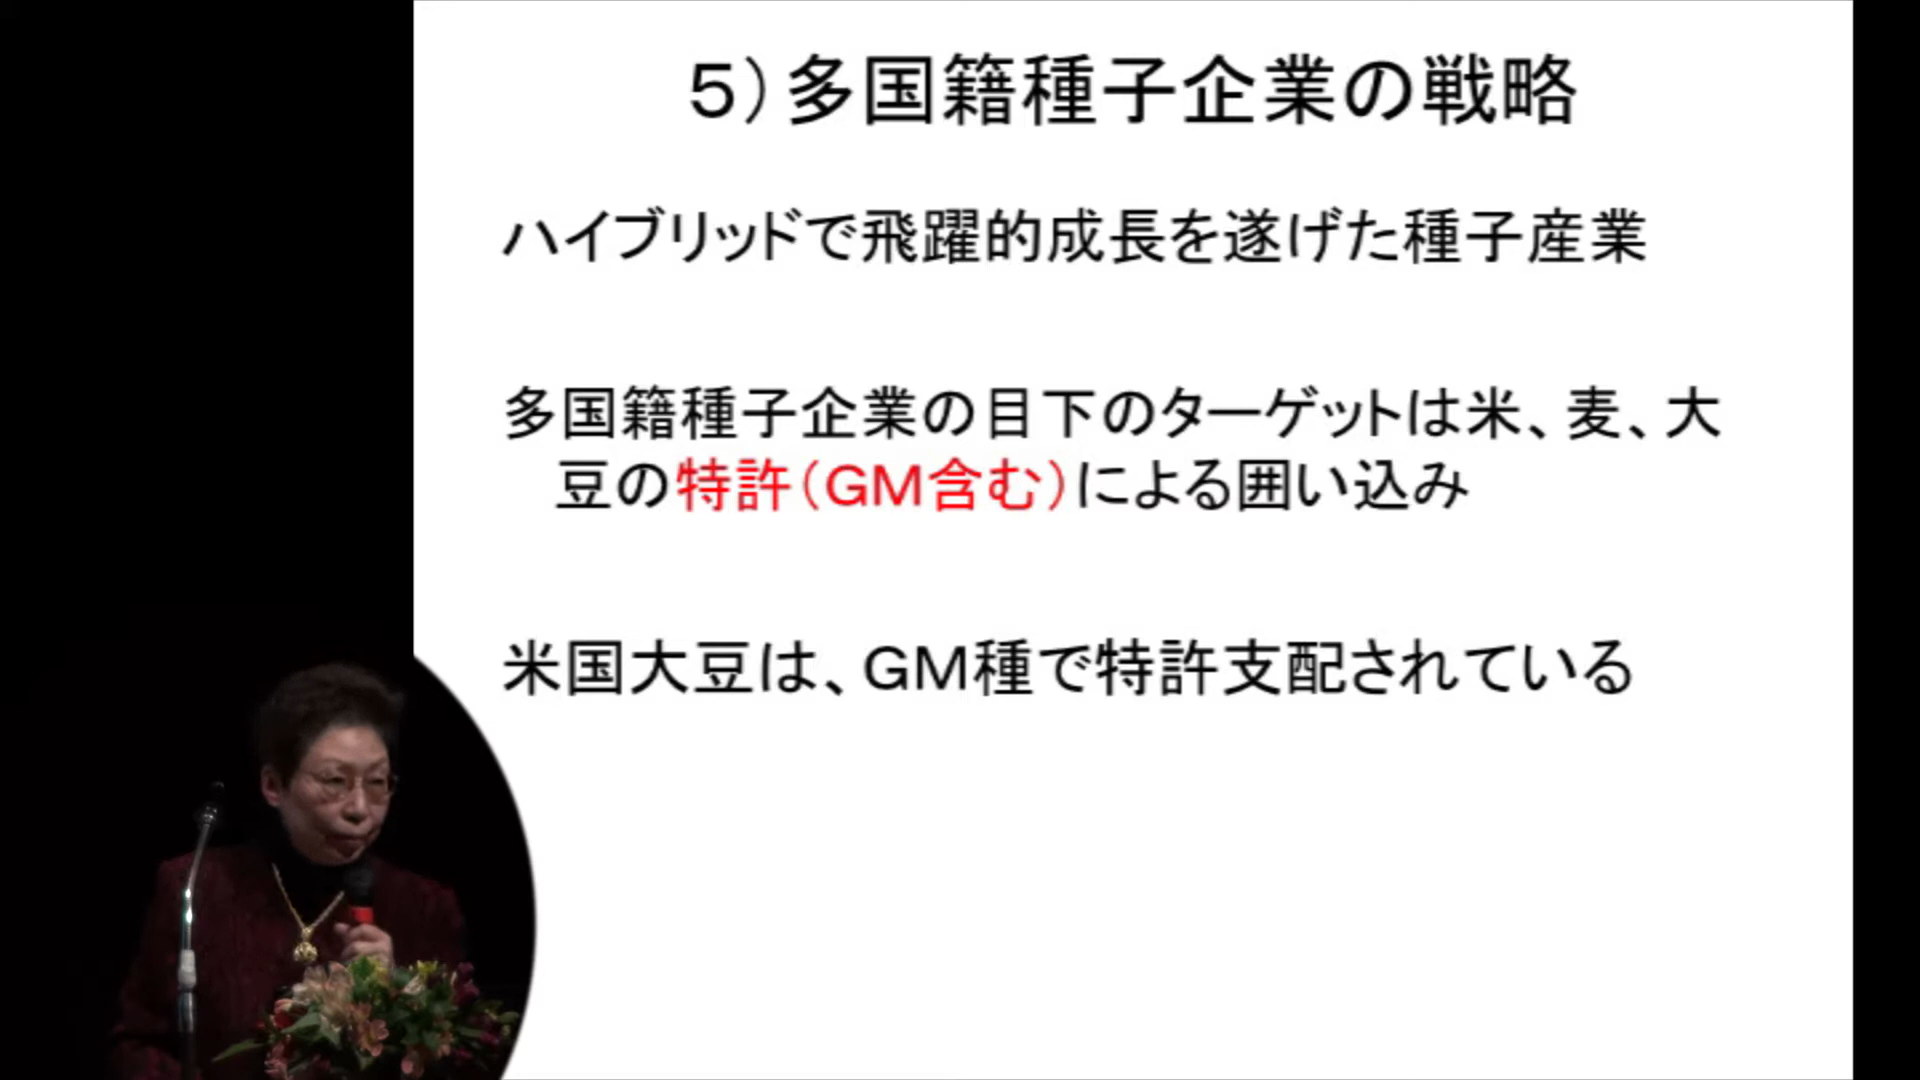 5）多国籍種子企業の戦略
ハイブリッドで飛躍的成長を遂げた種子産業
多国籍種子企業の目下のターゲットは米、麦、大
豆の特許（GM含む）による囲い込み
米国大豆は、GM種で特許支配されている